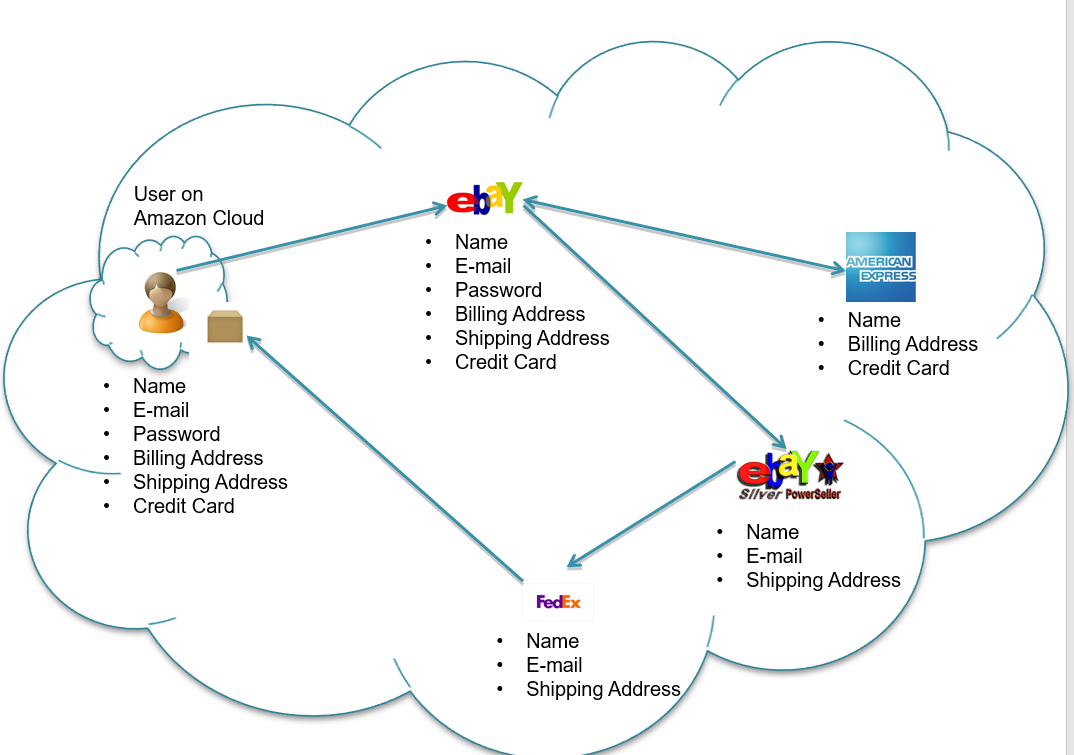 User on
Amazon Cloud
• Name
• E-mail
• Password
• Billing Address
• Shipping Address
• Credit Card
ebaY
• Name
• E-mail
• Password
• Billing Address
• Shipping Address
• Credit Card
AMERICAN
EXPRESS
• Name
• Billing Address
• Credit Card
ebaY
Silver PowerSeller
• Name
• E-mail
• Shipping Address
FedEx
• Name
• E-mail
• Shipping Address